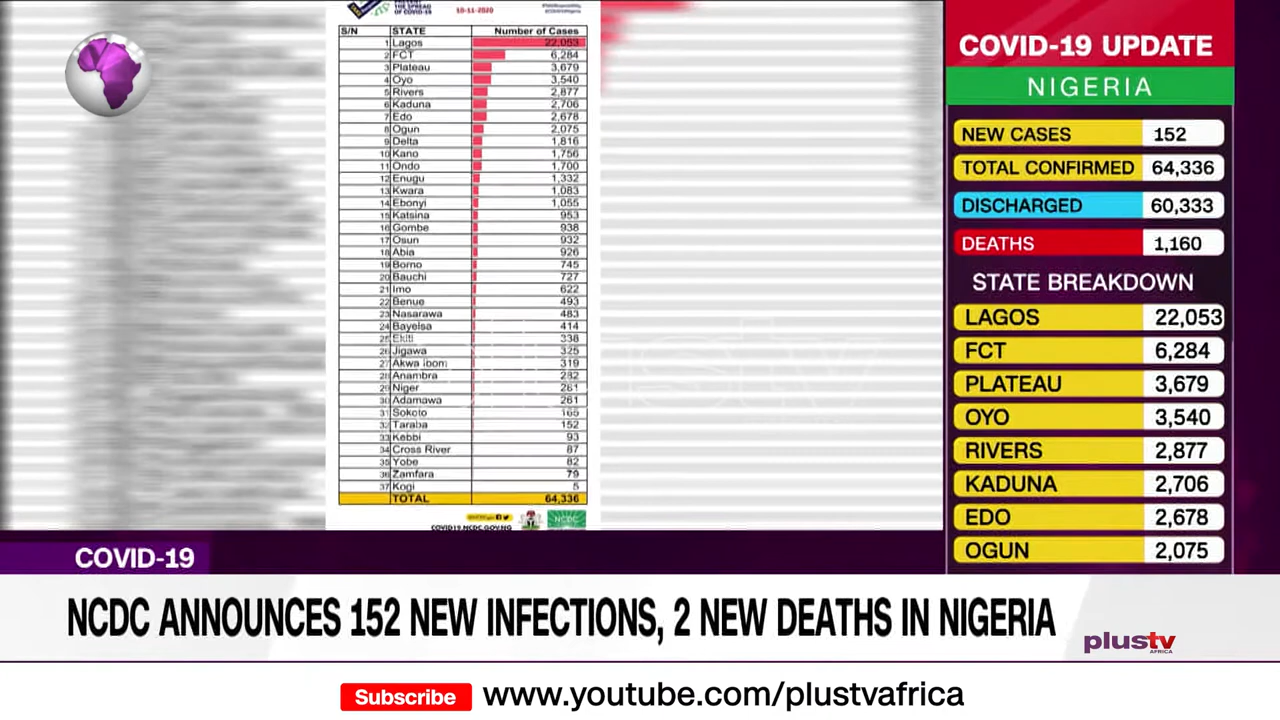 THE SPREAD
OF COVID-19
10-11-2020
S/N STATE Number of Cases
1 Lagos 22,053
2 FCT 6,284
3 Plateau 3,679
4 Oyo 3,540
5 Rivers 2,877
6 Kaduna 2,706
7 Edo 2,678
8 Ogun 2,075
9 Delta 1,816
10 Kano 1,756
11 Ondo 1,700
12 Enugu 1,332
13 Kwara 1,083
14 Ebonyi 1,055
15 Katsina 953
16 Gombe 938
17 Osun 932
18 Abia 926
19 Borno 745
20 Bauchi 727
21 Imo 622
22 Benue 493
23 Nasarawa 483
24 Bayelsa 414
25 Ekiti 338
26 Jigawa 325
27 Akwa Ibom 319
28 Anambra
29 Niger
30 Adamawa 261
31 Sokoto 165
32 Taraba 152
33 Kebbi 93
34 Cross River 87
35 Yobe 82
36 Zamfara 79
37 Kogi 5
TOTAL 64,336
COVID19.NCDC.GOV.NG
NCDC
COVID-19 UPDATE
NIGERIA
NEW CASES 152
TOTAL CONFIRMED 64,336
DISCHARGED 60,333
DEATHS 1,160
STATE BREAKDOWN
LAGOS 22,053
FCT 6,284
PLATEAU 3,679
OYO 3,540
RIVERS 2,877
KADUNA 2,706
EDO 2,678
OGUN 2,075
COVID-19
NCDC ANNOUNCES 152 NEW INFECTIONS, 2 NEW DEATHS IN NIGERIA
plustv
AFRICA
Subscribe www.youtube.com/plustvafrica